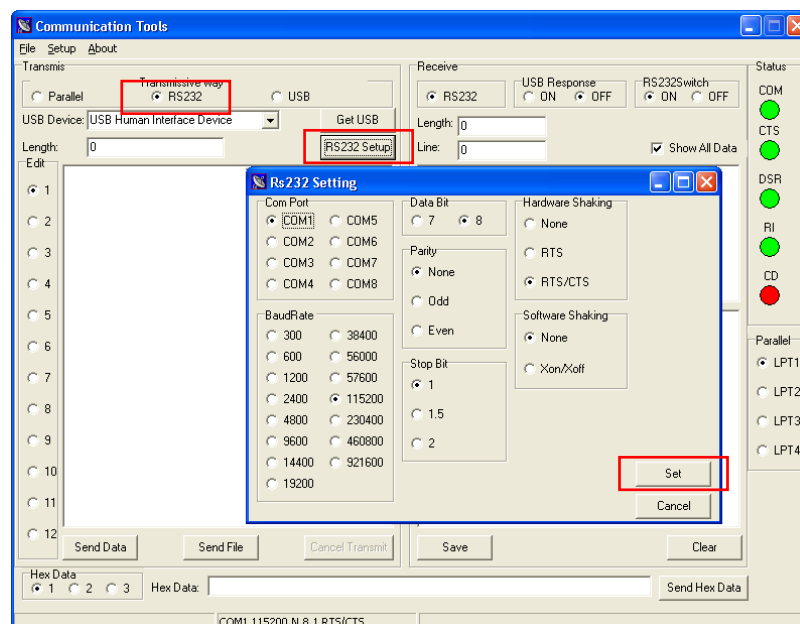 Communication Tools
File Setup About
Transmis
Transmissive way
Parallel RS232 USB
USB Device: USB Human Interface Device Get USB
Length: 0 RS232 Setup
Receive
RS232
USB Response
ON OFF
RS232Switch
ON OFF
Length: 0
Line: 0 Show All Data
Status
COM
CTS
DSR
RI
CD
Parallel
LPT1
LPT2
LPT3
LPT4
Edit
1
2
3
4
5
6
7
8
9
10
11
12
Rs232 Setting
Com Port
COM1 COM5
COM2 COM6
COM3 COM7
COM4 COM8
BaudRate
300 38400
600 56000
1200 57600
2400 115200
4800 230400
9600 460800
14400 921600
19200
Data Bit
7 8
Parity
None
Odd
Even
Stop Bit
1
1.5
2
Hardware Shaking
None
RTS
RTS/CTS
Software Shaking
None
Xon/Xoff
Set
Cancel
Send Data Send File Cancel Transmit Save Clear
Hex Data
1 2 3 Hex Data: Send Hex Data
COM1,115200,N,8,1,RTS/CTS